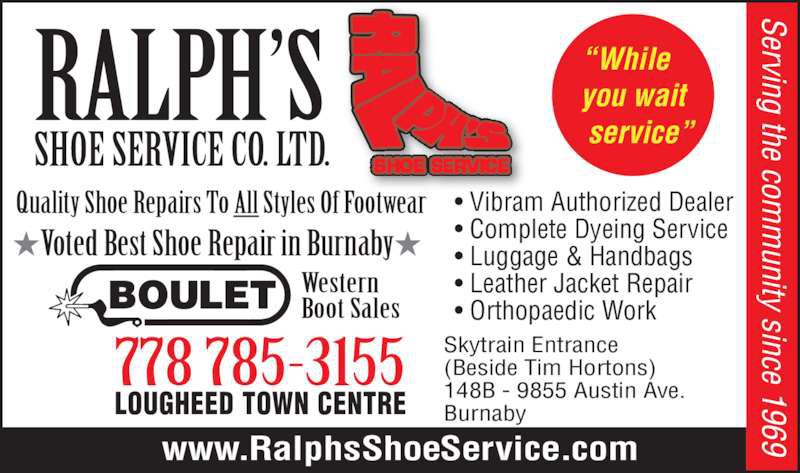 RALPH'S
SHOE SERVICE CO. LTD.
RALPH'S
SHOE SERVICE
“While
you wait
service”
Quality Shoe Repairs To All Styles Of Footwear
★Voted Best Shoe Repair in Burnaby★
BOULET
Western
Boot Sales
778 785-3155
LOUGHEED TOWN CENTRE
• Vibram Authorized Dealer
• Complete Dyeing Service
• Luggage & Handbags
• Leather Jacket Repair
• Orthopaedic Work
Skytrain Entrance
(Beside Tim Hortons)
148B - 9855 Austin Ave.
Burnaby
Serving the community since 1969
www.RalphsShoeService.com